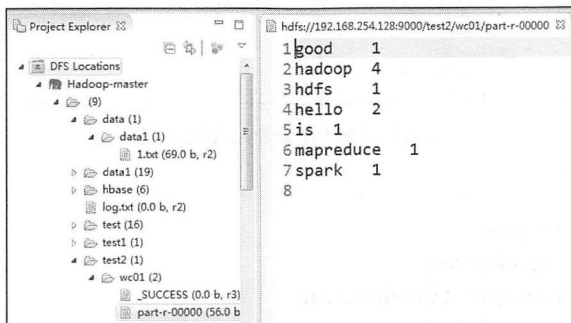 Project Explorer
DFS Locations
Hadoop-master
(9)
data (1)
data1 (1)
1.txt (69.0 b, r2)
data1 (19)
hbase (6)
log.txt (0.0 b, r2)
test (16)
test1 (1)
test2 (1)
wc01 (2)
_SUCCESS (0.0 b, r3)
part-r-00000 (56.0 b
hdfs://192.168.254.128:9000/test2/wc01/part-r-00000
1 good 1
2 hadoop 4
3 hdfs 1
4 hello 2
5 is 1
6 mapreduce 1
7 spark 1
8